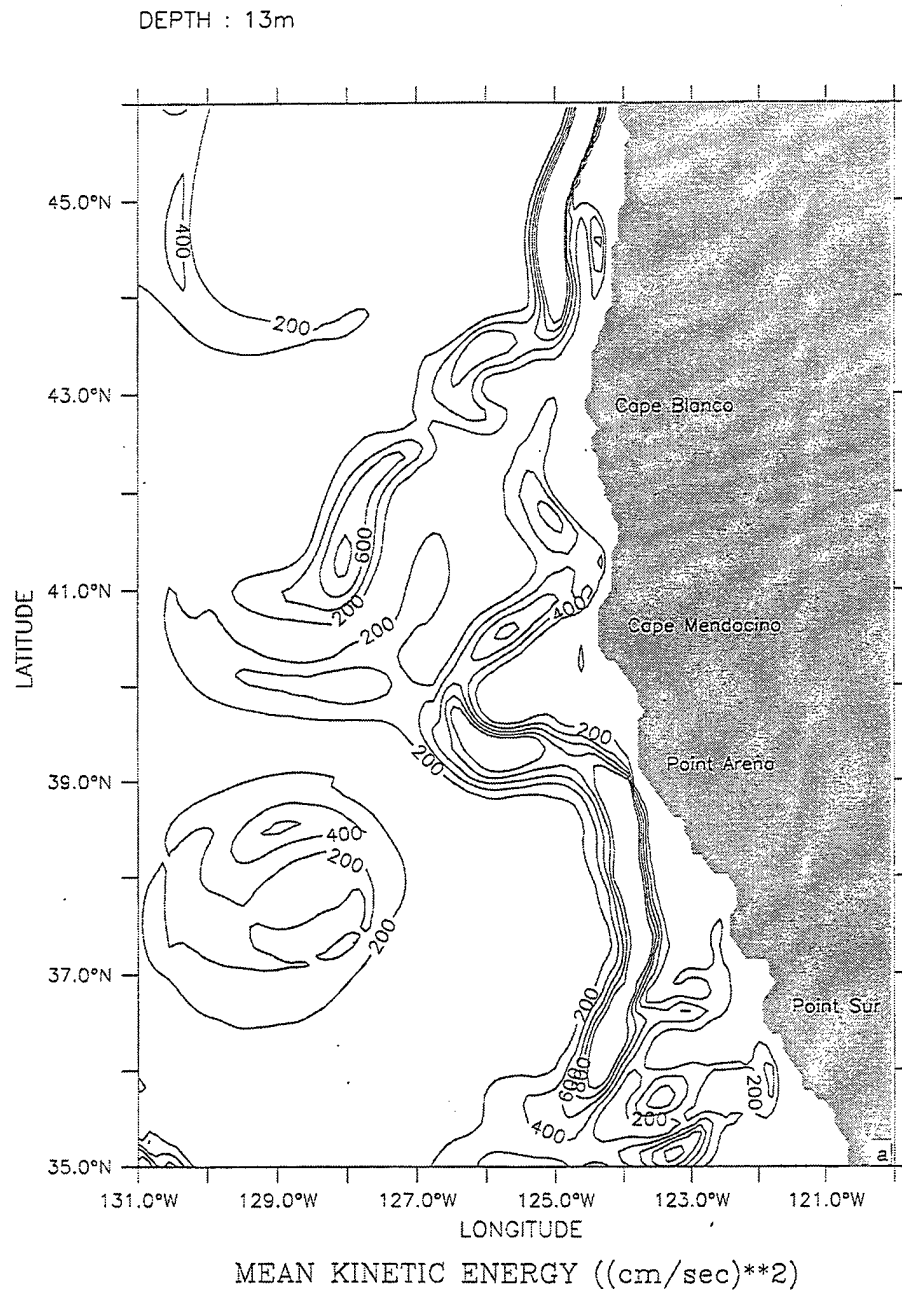 DEPTH : 13m
45.0°N
43.0°N
41.0°N
39.0°N
37.0°N
35.0°N
LATITUDE
400
200
Cape Blanco
600
200
200
400
Cape Mendocino
200
200
Point Arena
400
200
200
200
Point Sur
800
600
200
200
400
a
131.0°W
129.0°W
127.0°W
125.0°W
123.0°W
121.0°W
LONGITUDE
MEAN KINETIC ENERGY ((cm/sec)**2)